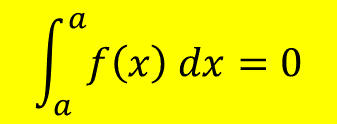 ∫ₐᵃ f(x) dx = 0